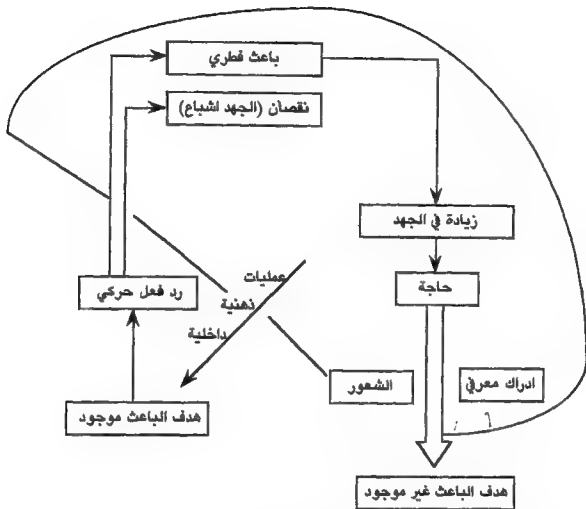 باعث فطري
نقصان (الجهد اشباع)
زيادة في الجهد
عمليات
ذهنية
داخلية
رد فعل حركي
حاجة
الشعور
ادراك معرفي
هدف الباعث موجود
هدف الباعث غير موجود